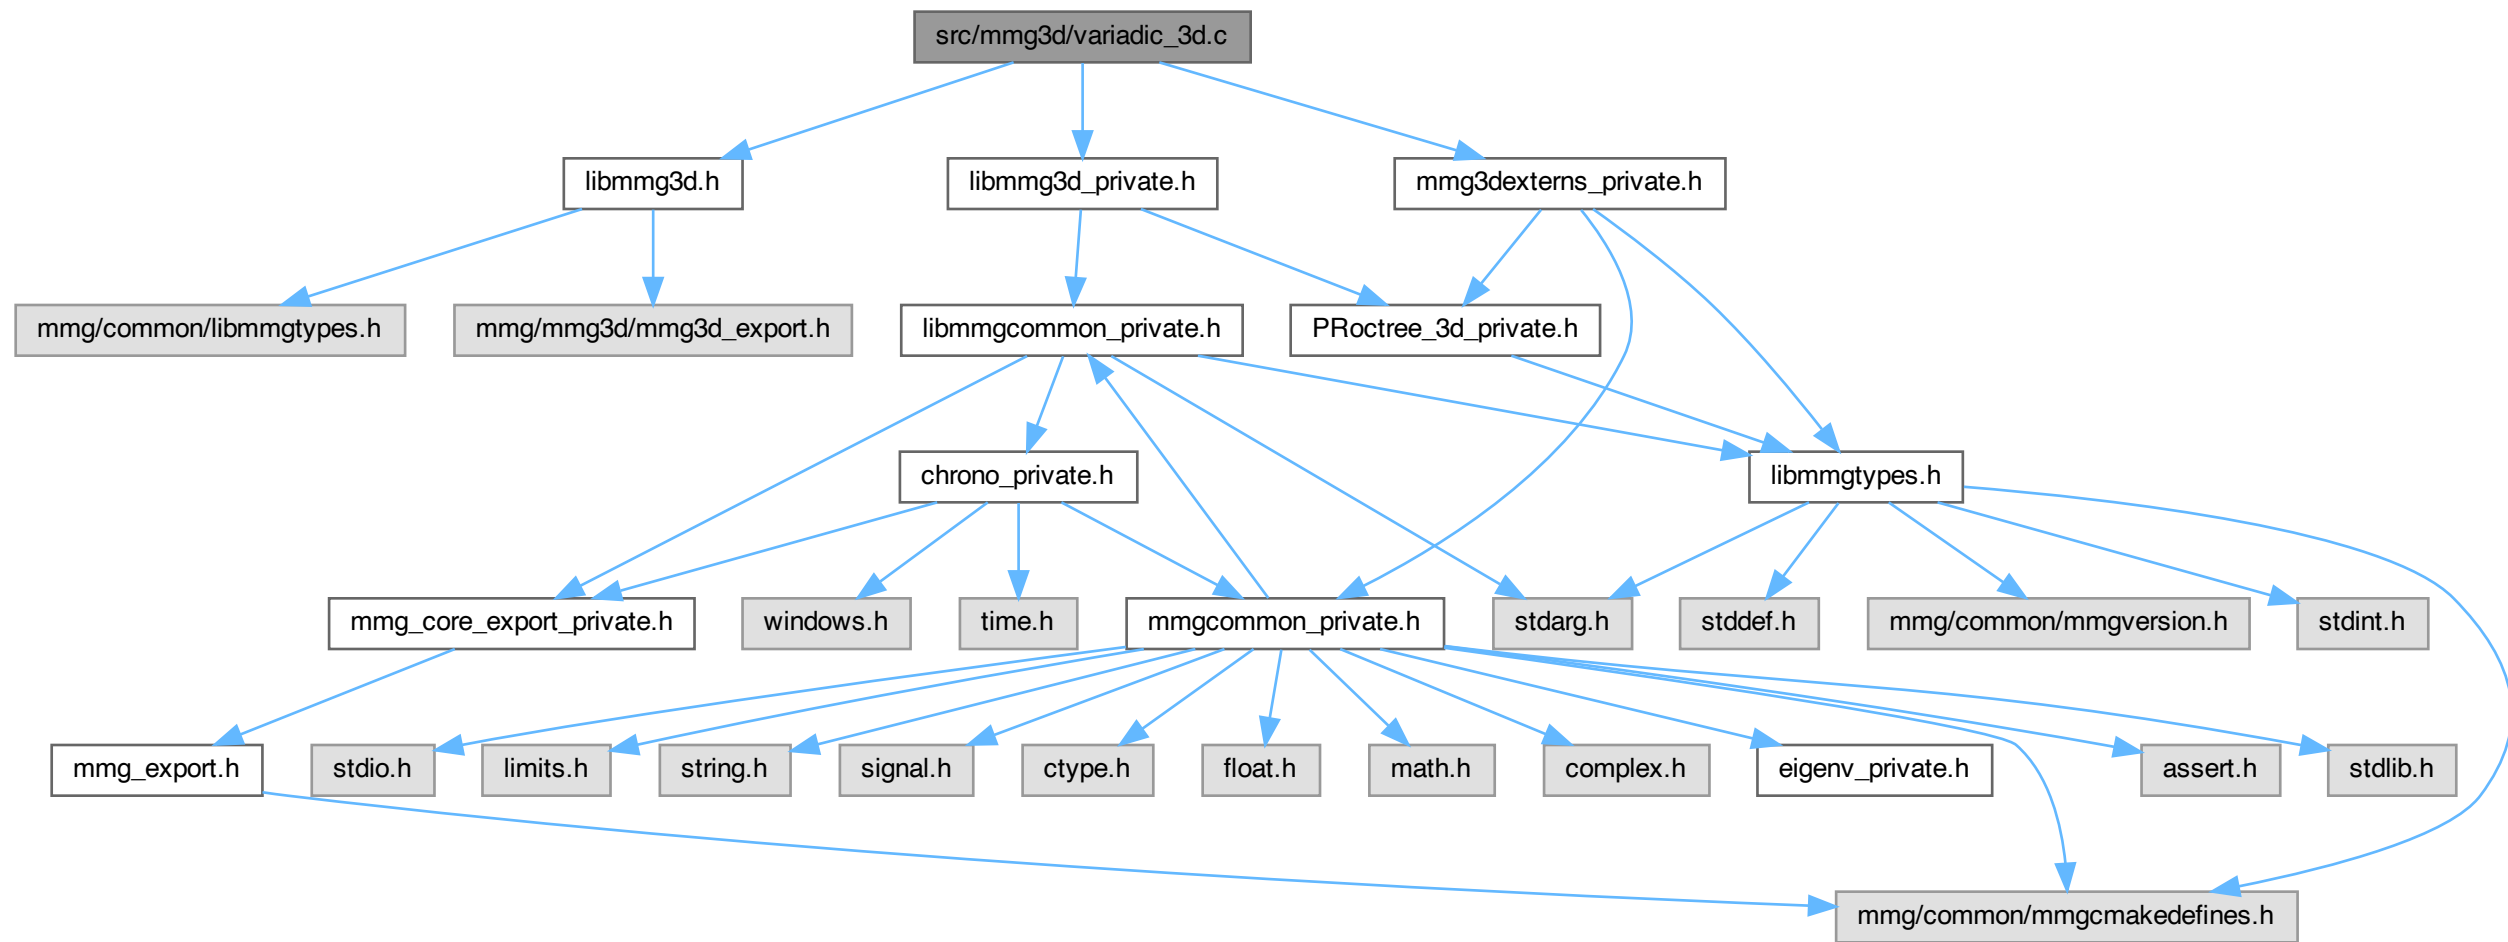 src/mmg3d/variadic_3d.c
libmmg3d.h
libmmg3d_private.h
mmg3dexterns_private.h
mmg/common/libmmgtypes.h
mmg/mmg3d/mmg3d_export.h
libmmgcommon_private.h
PRoctree_3d_private.h
chrono_private.h
libmmgtypes.h
mmg_core_export_private.h
windows.h
time.h
mmgcommon_private.h
stdarg.h
stddef.h
mmg/common/mmgversion.h
stdint.h
mmg_export.h
stdio.h
limits.h
string.h
signal.h
ctype.h
float.h
math.h
complex.h
eigenv_private.h
assert.h
stdlib.h
mmg/common/mmgcmakedefines.h